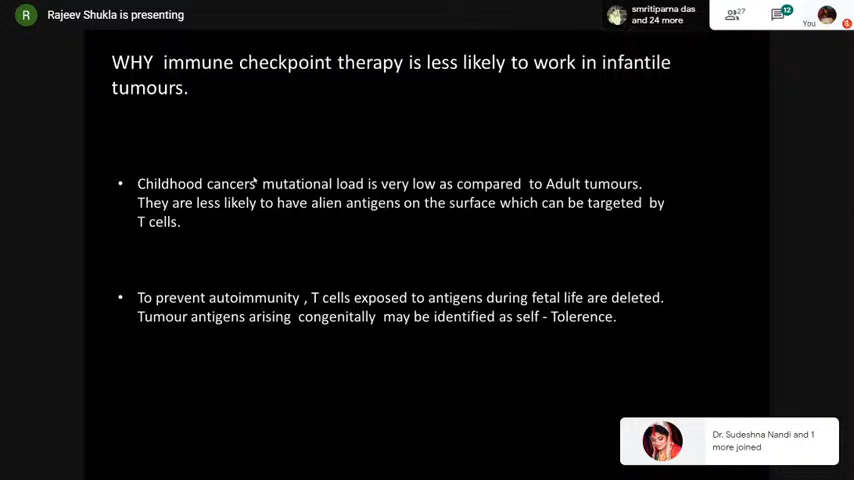 R
Rajeev Shukla is presenting
smritiparna das
and 24 more
27
12
You
WHY immune checkpoint therapy is less likely to work in infantile
tumours.
• Childhood cancers' mutational load is very low as compared to Adult tumours.
They are less likely to have alien antigens on the surface which can be targeted by
T cells.
• To prevent autoimmunity , T cells exposed to antigens during fetal life are deleted.
Tumour antigens arising congenitally may be identified as self - Tolerence.
Dr. Sudeshna Nandi and 1
more joined